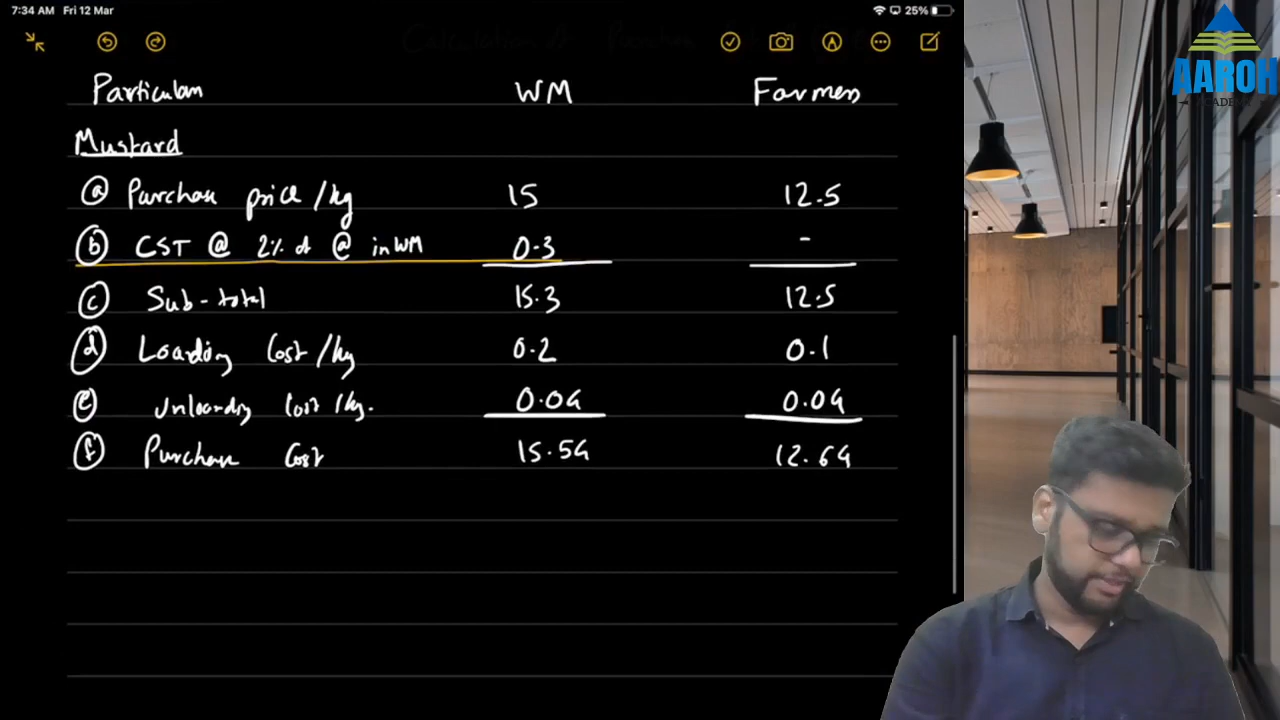 7:34 AM Fri 12 Mar 25%
AAROH
ACADEMY
Particulars WM Farmers
Mustard
(a) Purchase price /kg 15 12.5
(b) CST @ 2% of (a) in WM 0.3 -
(c) Sub-total 15.3 12.5
(d) Loading Cost /kg 0.2 0.1
(e) Unloading Cost /kg. 0.04 0.04
(f) Purchase Cost 15.54 12.64